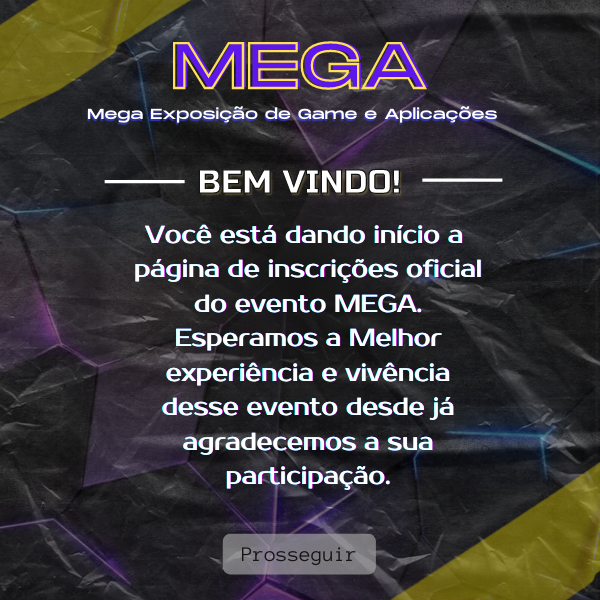 MEGA
Mega Exposição de Game e Aplicações
BEM VINDO!
Você está dando início a
página de inscrições oficial
do evento MEGA.
Esperamos a Melhor
experiência e vivência
desse evento desde já
agradecemos a sua
participação.
Prosseguir